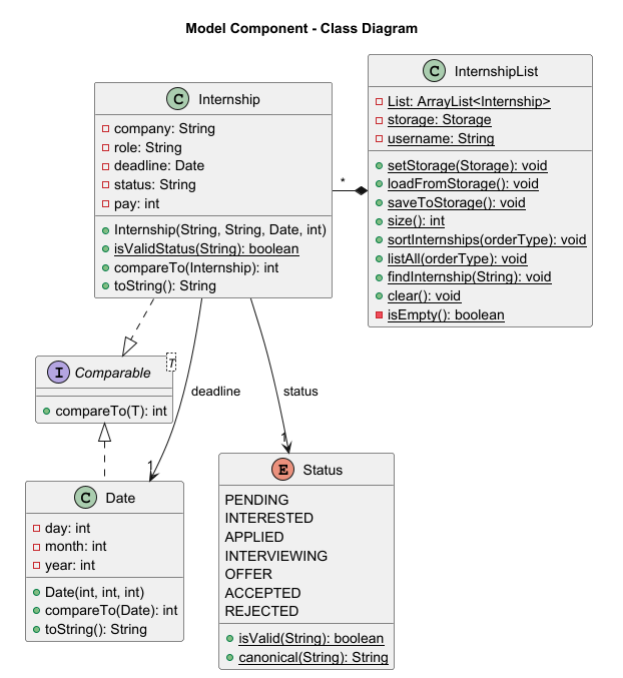 Model Component - Class Diagram
C Internship
company: String
role: String
deadline: Date
status: String
pay: int
Internship(String, String, Date, int)
isValidStatus(String): boolean
compareTo(Internship): int
toString(): String
C InternshipList
List: ArrayList<Internship>
storage: Storage
username: String
setStorage(Storage): void
loadFromStorage(): void
saveToStorage(): void
size(): int
sortInternships(orderType): void
listAll(orderType): void
findInternship(String): void
clear(): void
isEmpty(): boolean
*
I Comparable
T
compareTo(T): int
deadline
1
status
1
C Date
day: int
month: int
year: int
Date(int, int, int)
compareTo(Date): int
toString(): String
E Status
PENDING
INTERESTED
APPLIED
INTERVIEWING
OFFER
ACCEPTED
REJECTED
isValid(String): boolean
canonical(String): String